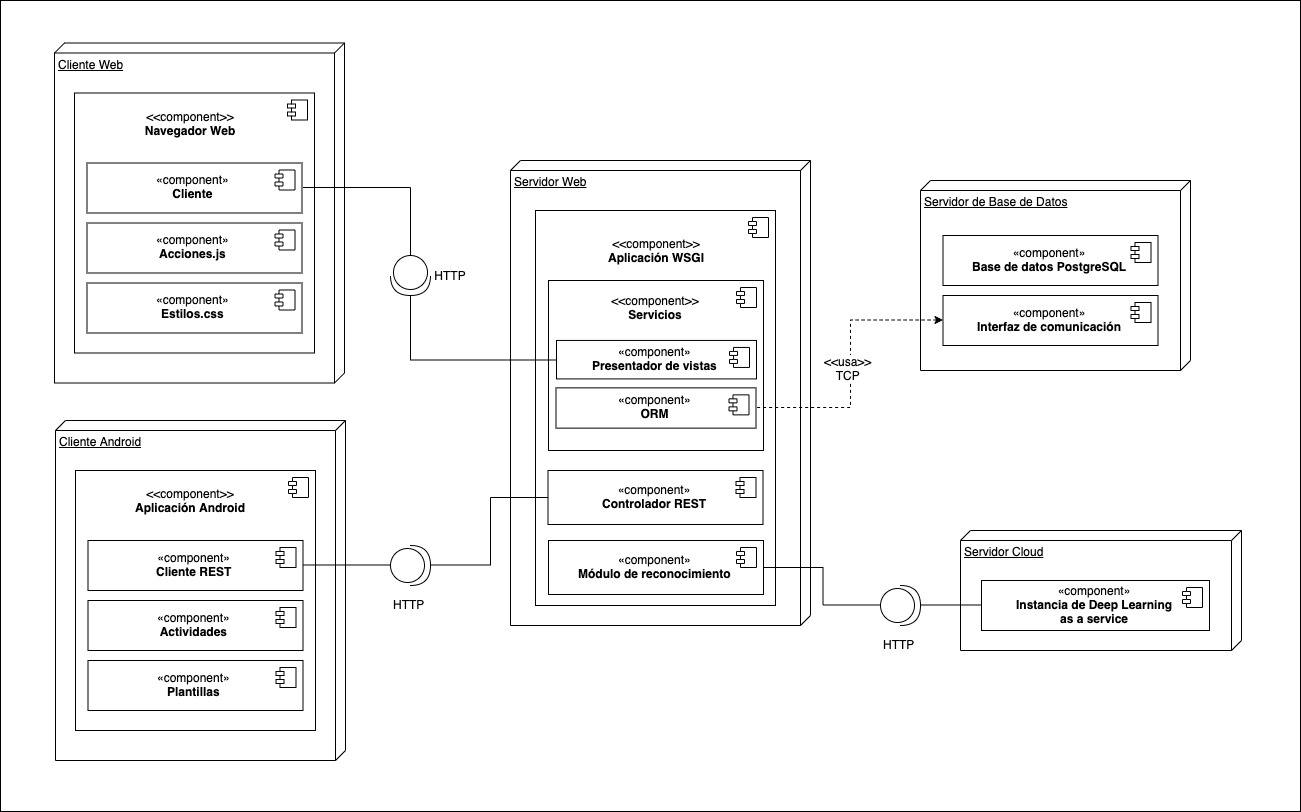 Cliente Web
<<component>>
Navegador Web
«component»
Cliente
«component»
Acciones.js
«component»
Estilos.css
HTTP
Cliente Android
<<component>>
Aplicación Android
«component»
Cliente REST
«component»
Actividades
«component»
Plantillas
HTTP
Servidor Web
<<component>>
Aplicación WSGI
<<component>>
Servicios
«component»
Presentador de vistas
«component»
ORM
«component»
Controlador REST
«component»
Módulo de reconocimiento
<<usa>>
TCP
Servidor de Base de Datos
«component»
Base de datos PostgreSQL
«component»
Interfaz de comunicación
HTTP
Servidor Cloud
«component»
Instancia de Deep Learning
as a service